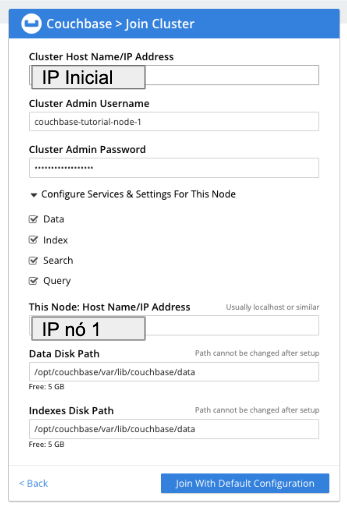 Couchbase > Join Cluster
Cluster Host Name/IP Address
IP Inicial
Cluster Admin Username
couchbase-tutorial-node-1
Cluster Admin Password
••••••••••••••••••
Configure Services & Settings For This Node
Data
Index
Search
Query
This Node: Host Name/IP Address Usually localhost or similar
IP nó 1
Data Disk Path Path cannot be changed after setup
/opt/couchbase/var/lib/couchbase/data
Free: 5 GB
Indexes Disk Path Path cannot be changed after setup
/opt/couchbase/var/lib/couchbase/data
Free: 5 GB
< Back Join With Default Configuration